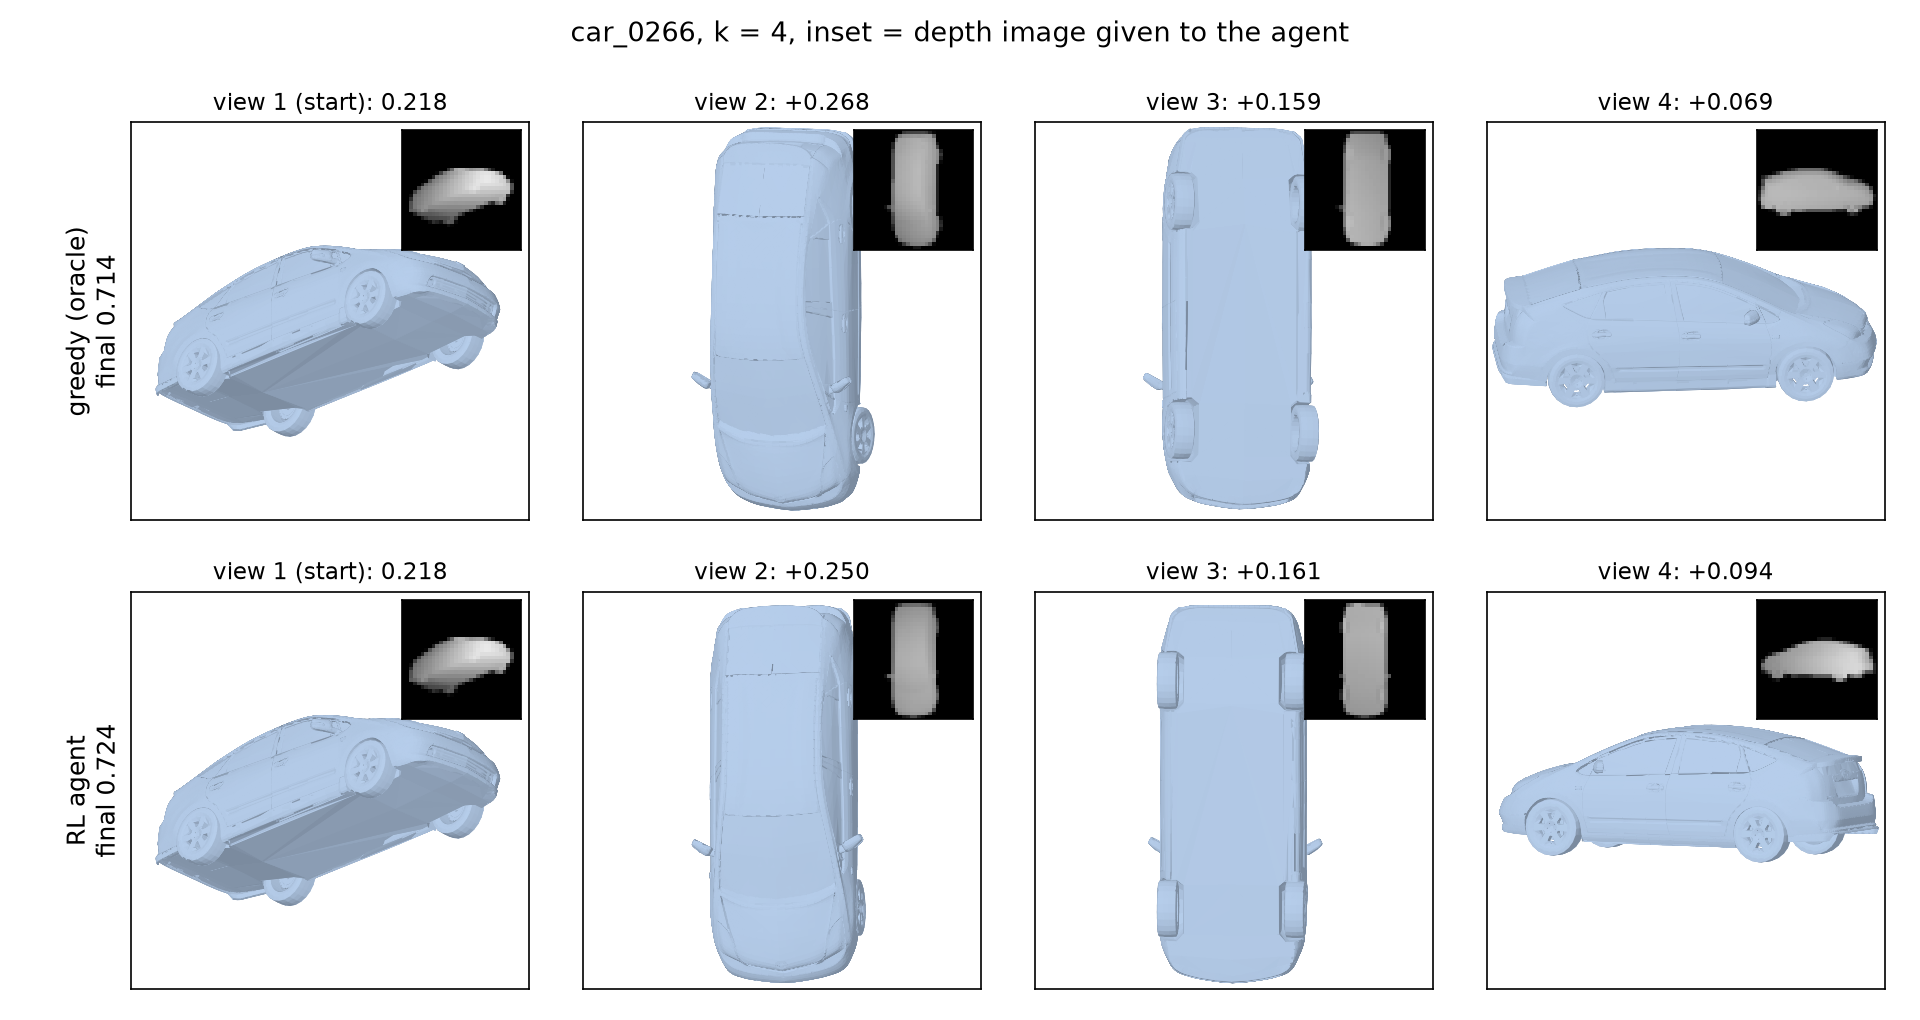 car_0266, k = 4, inset = depth image given to the agent
greedy (oracle)
final 0.714
view 1 (start): 0.218
view 2: +0.268
view 3: +0.159
view 4: +0.069
RL agent
final 0.724
view 1 (start): 0.218
view 2: +0.250
view 3: +0.161
view 4: +0.094